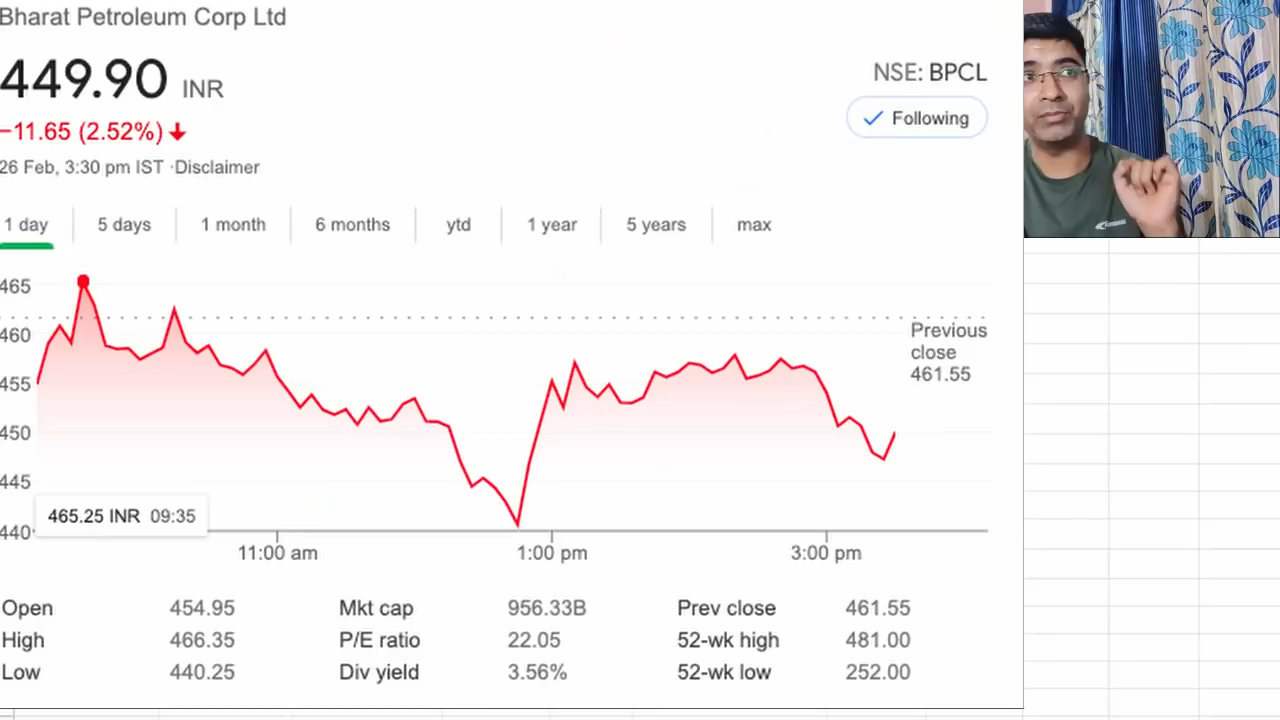 Bharat Petroleum Corp Ltd
449.90 INR
NSE: BPCL
−11.65 (2.52%)
Following
26 Feb, 3:30 pm IST ·Disclaimer
1 day 5 days 1 month 6 months ytd 1 year 5 years max
465
460
455
450
445
440
Previous
close
461.55
465.25 INR 09:35
11:00 am 1:00 pm 3:00 pm
Open 454.95 Mkt cap 956.33B Prev close 461.55
High 466.35 P/E ratio 22.05 52-wk high 481.00
Low 440.25 Div yield 3.56% 52-wk low 252.00